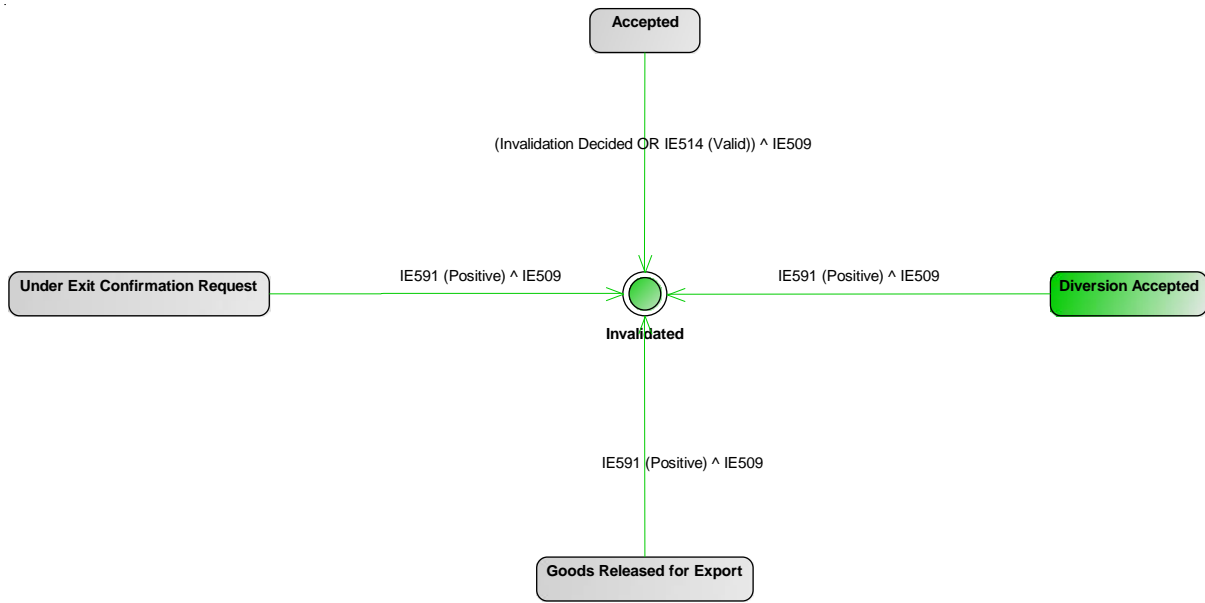 Accepted
(Invalidation Decided OR IE514 (Valid)) ^ IE509
Under Exit Confirmation Request
IE591 (Positive) ^ IE509
IE591 (Positive) ^ IE509
Diversion Accepted
Invalidated
IE591 (Positive) ^ IE509
Goods Released for Export